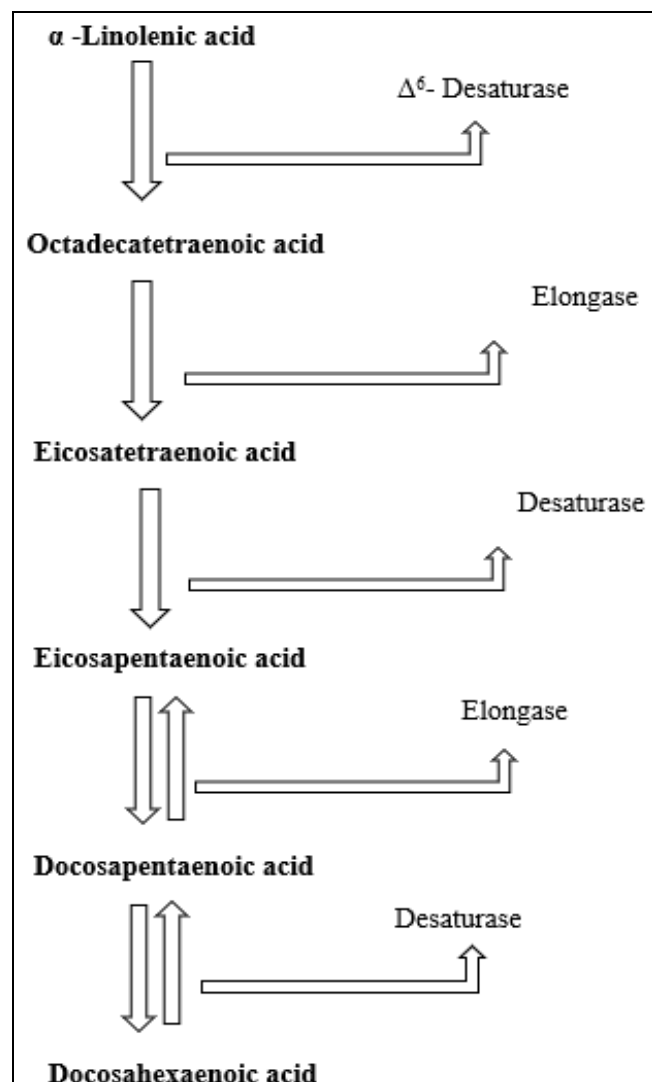 α -Linolenic acid
Δ⁶- Desaturase
Octadecatetraenoic acid
Elongase
Eicosatetraenoic acid
Desaturase
Eicosapentaenoic acid
Elongase
Docosapentaenoic acid
Desaturase
Docosahexaenoic acid